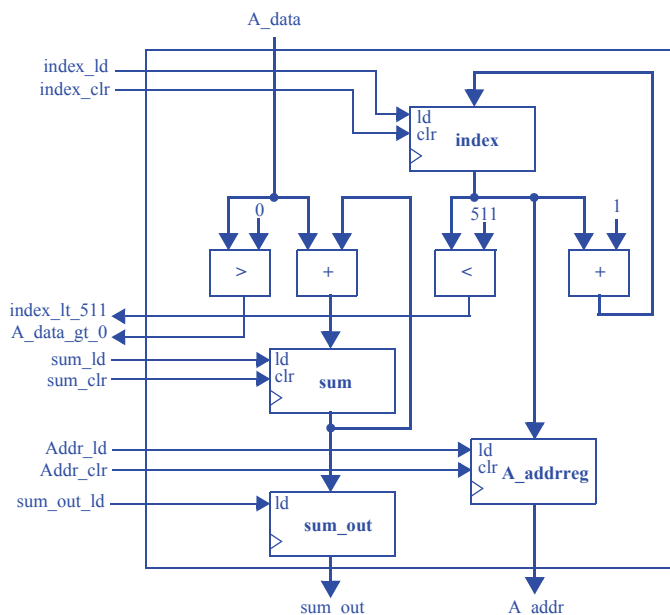 A_data
index_ld
index_clr
ld
clr
index
0
511
1
>
+
<
+
index_lt_511
A_data_gt_0
sum_ld
sum_clr
ld
clr
sum
Addr_ld
Addr_clr
ld
clr
A_addrreg
sum_out_ld
ld
sum_out
sum_out
A_addr